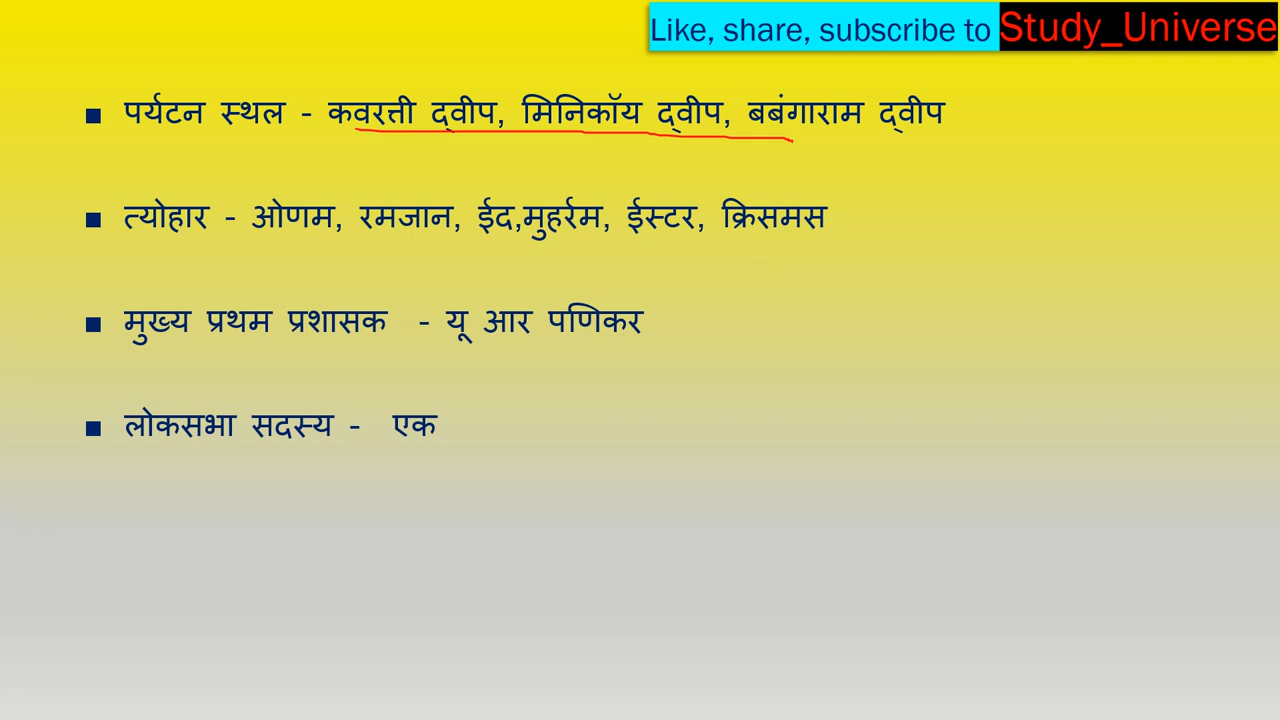 Like, share, subscribe to Study_Universe
▪ पर्यटन स्थल - कवरत्ती द्वीप, मिनिकॉय द्वीप, बबंगाराम द्वीप
▪ त्योहार - ओणम, रमजान, ईद,मुहर्रम, ईस्टर, क्रिसमस
▪ मुख्य प्रथम प्रशासक - यू आर पणिकर
▪ लोकसभा सदस्य - एक